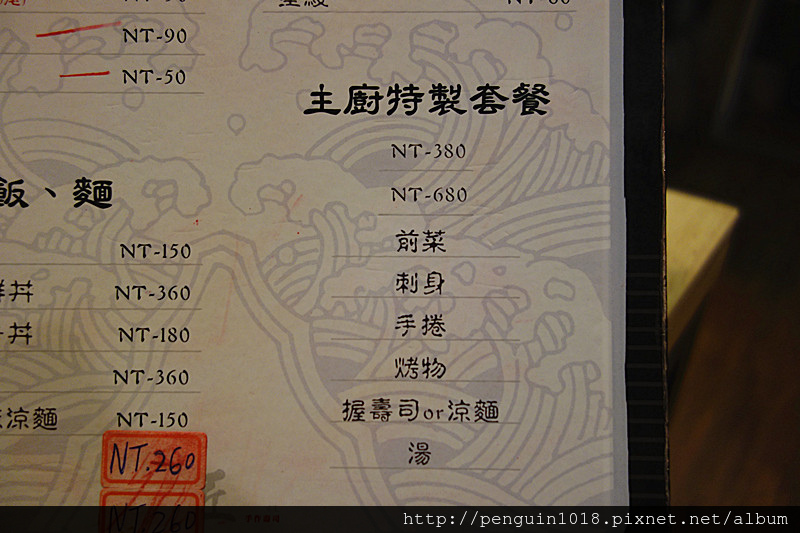 NT-90
NT-50
飯、麵
NT-150
丼 NT-360
丼 NT-180
NT-360
涼麵 NT-150
NT.260
NT.260
主廚特製套餐
NT-380
NT-680
前菜
刺身
手捲
烤物
握壽司or涼麵
湯
http://penguin1018.pixnet.net/album